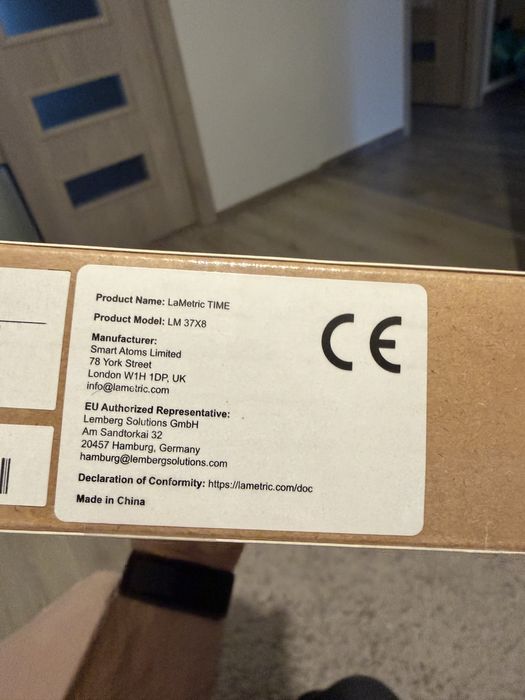 Product Name: LaMetric TIME
Product Model: LM 37X8
Manufacturer:
Smart Atoms Limited
78 York Street
London W1H 1DP, UK
info@lametric.com
EU Authorized Representative:
Lemberg Solutions GmbH
Am Sandtorkai 32
20457 Hamburg, Germany
hamburg@lembergsolutions.com
Declaration of Conformity: https://lametric.com/doc
Made in China
CE